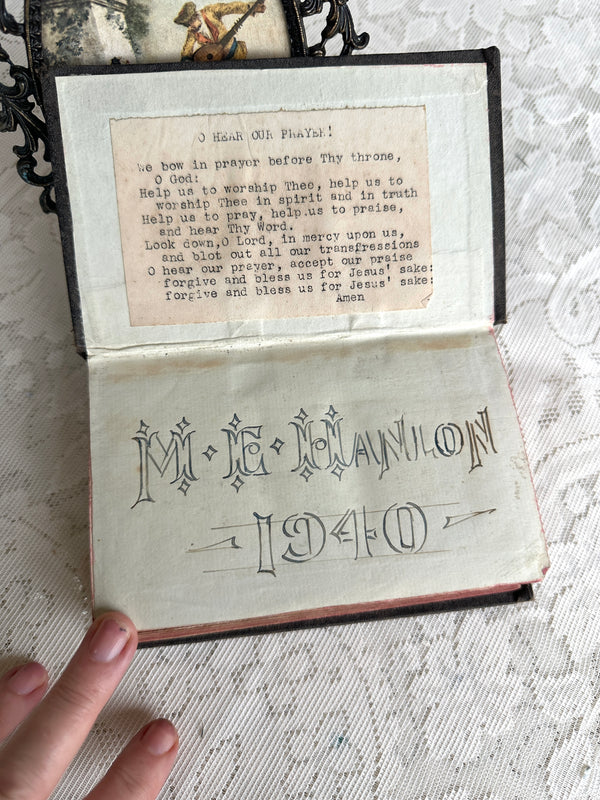 O HEAR OUR PRAYER!
We bow in prayer before Thy throne,
O God:
Help us to worship Thee, help us to
worship Thee in spirit and in truth
Help us to pray, help.us to praise,
and hear Thy Word.
Look down,O Lord, in mercy upon us,
and blot out all our transfressions
O hear our prayer, accept our praise
forgive and bless us for Jesus' sake:
forgive and bless us for Jesus' sake:
Amen
M·E·HANLON
1940